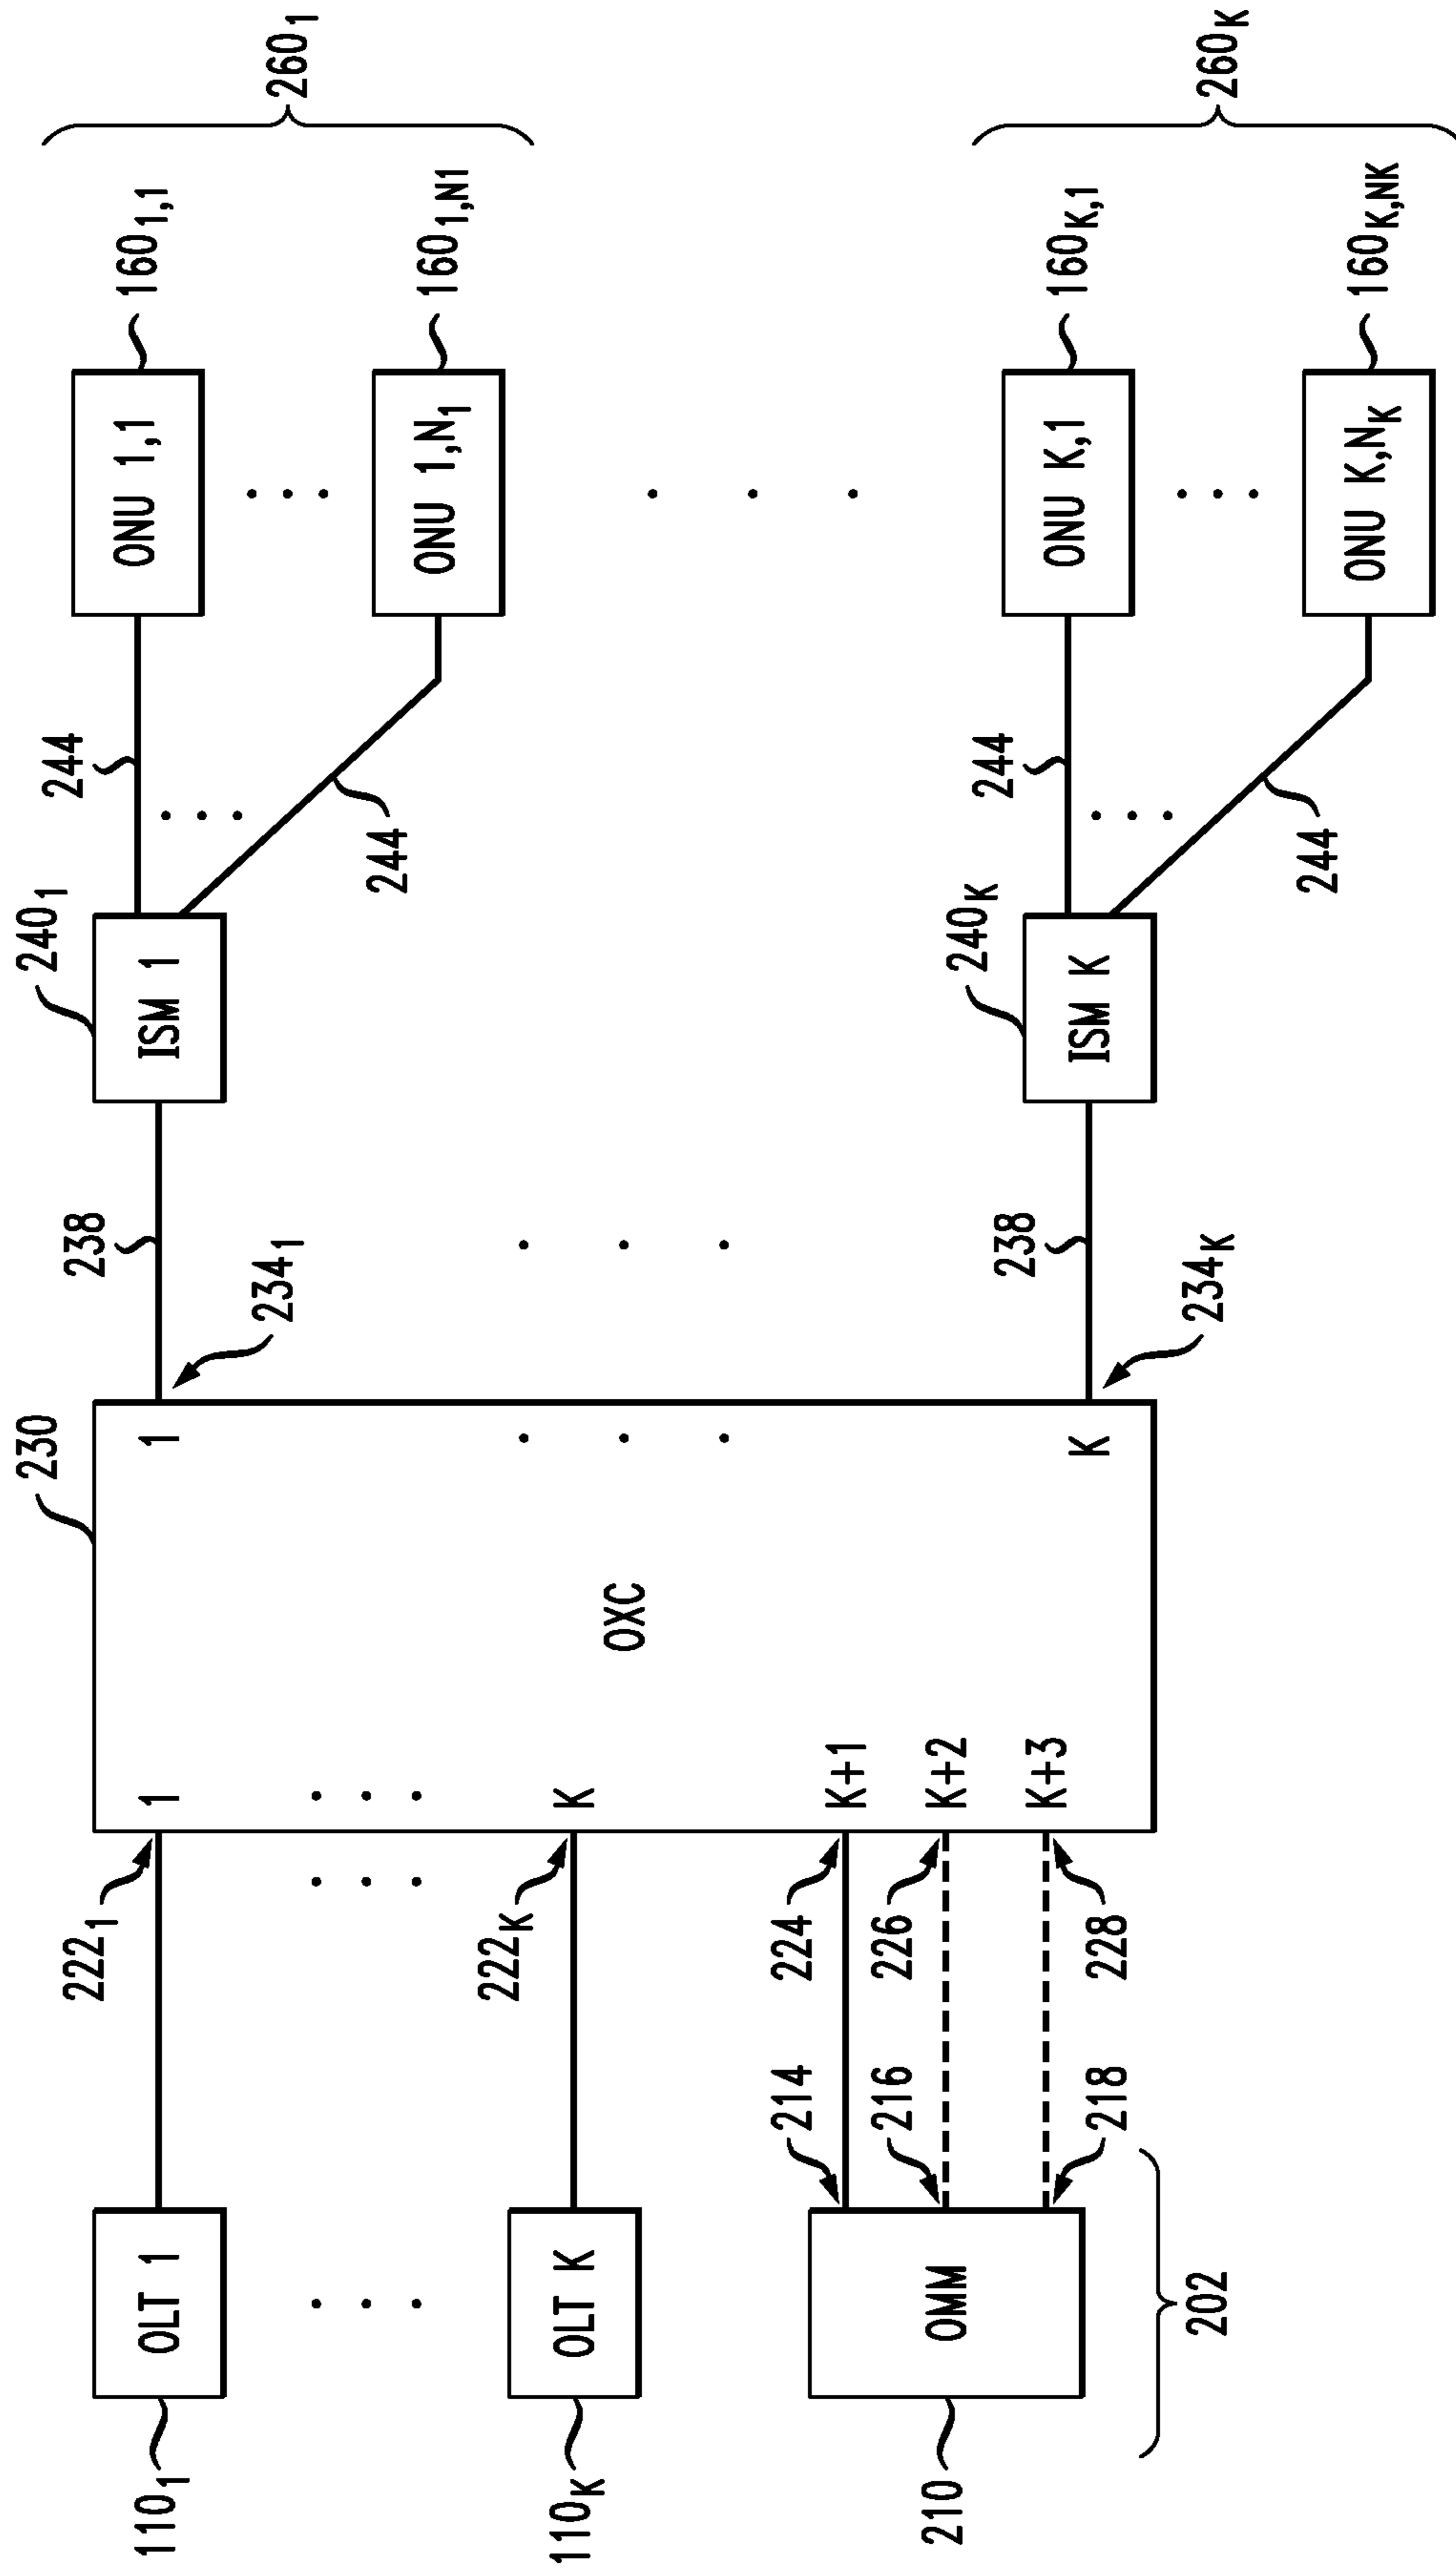 110₁
OLT 1
222₁
1
110ₖ
OLT K
222ₖ
K
210
OMM
202
214
224
K+1
216
226
K+2
218
228
K+3
230
OXC
1
234₁
238
240₁
ISM 1
244
244
ONU 1,1
160₁,₁
ONU 1,N₁
160₁,N1
260₁
K
234ₖ
238
240ₖ
ISM K
244
244
ONU K,1
160K,1
ONU K,Nₖ
160K,NK
260ₖ